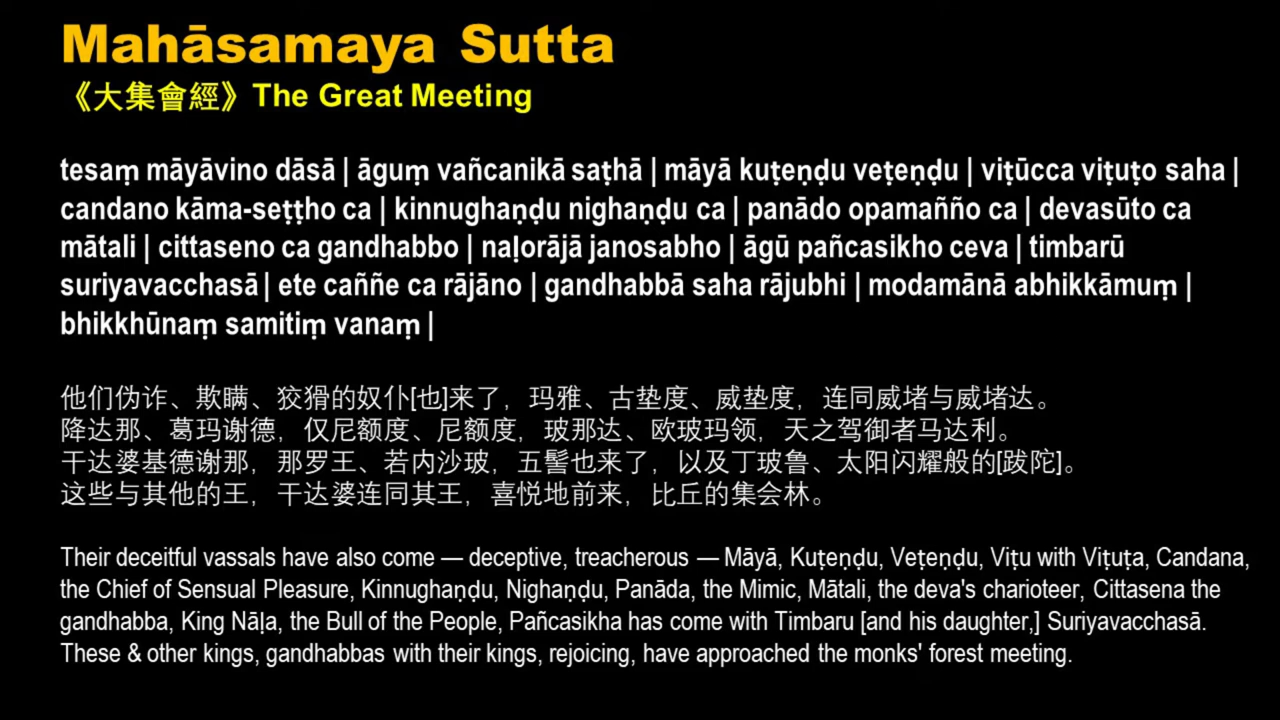 Mahāsamaya Sutta
《大集會經》The Great Meeting
tesaṃ māyāvino dāsā | āguṃ vañcanikā saṭhā | māyā kuṭeṇḍu veṭeṇḍu | viṭūcca viṭuṭo saha |
candano kāma-seṭṭho ca | kinnughaṇḍu nighaṇḍu ca | panādo opamañño ca | devasūto ca
mātali | cittaseno ca gandhabbo | naḷorājā janosabho | āgū pañcasikho ceva | timbarū
suriyavacchasā | ete caññe ca rājāno | gandhabbā saha rājubhi | modamānā abhikkāmuṃ |
bhikkhūnaṃ samitiṃ vanaṃ |
他们伪诈、欺瞒、狡猾的奴仆[也]来了，玛雅、古垫度、威垫度，连同威堵与威堵达。
降达那、葛玛谢德，仅尼额度、尼额度，玻那达、欧玻玛领，天之驾御者马达利。
干达婆基德谢那，那罗王、若内沙玻，五髻也来了，以及丁玻鲁、太阳闪耀般的[跋陀]。
这些与其他的王，干达婆连同其王，喜悦地前来，比丘的集会林。
Their deceitful vassals have also come — deceptive, treacherous — Māyā, Kuṭeṇḍu, Veṭeṇḍu, Viṭu with Viṭuṭa, Candana,
the Chief of Sensual Pleasure, Kinnughaṇḍu, Nighaṇḍu, Panāda, the Mimic, Mātali, the deva's charioteer, Cittasena the
gandhabba, King Nāḷa, the Bull of the People, Pañcasikha has come with Timbaru [and his daughter,] Suriyavacchasā.
These & other kings, gandhabbas with their kings, rejoicing, have approached the monks' forest meeting.